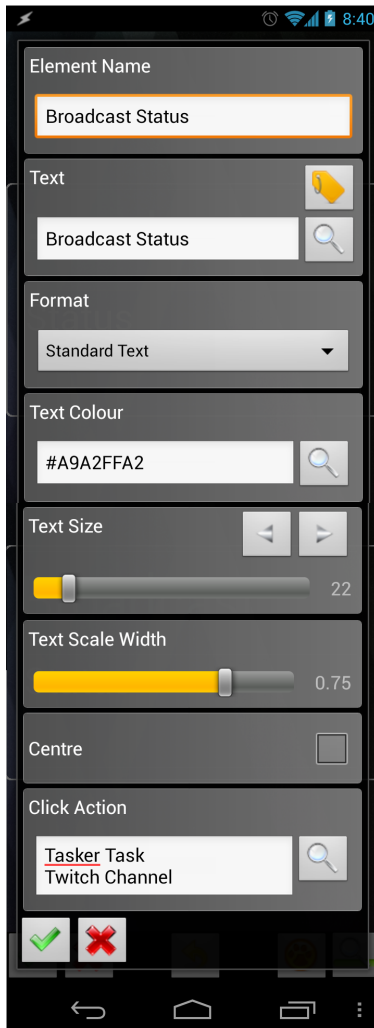 8:40
Element Name
Broadcast Status
Text
Broadcast Status
Format
Standard Text
Text Colour
#A9A2FFA2
Text Size
22
Text Scale Width
0.75
Centre
Click Action
Tasker Task
Twitch Channel